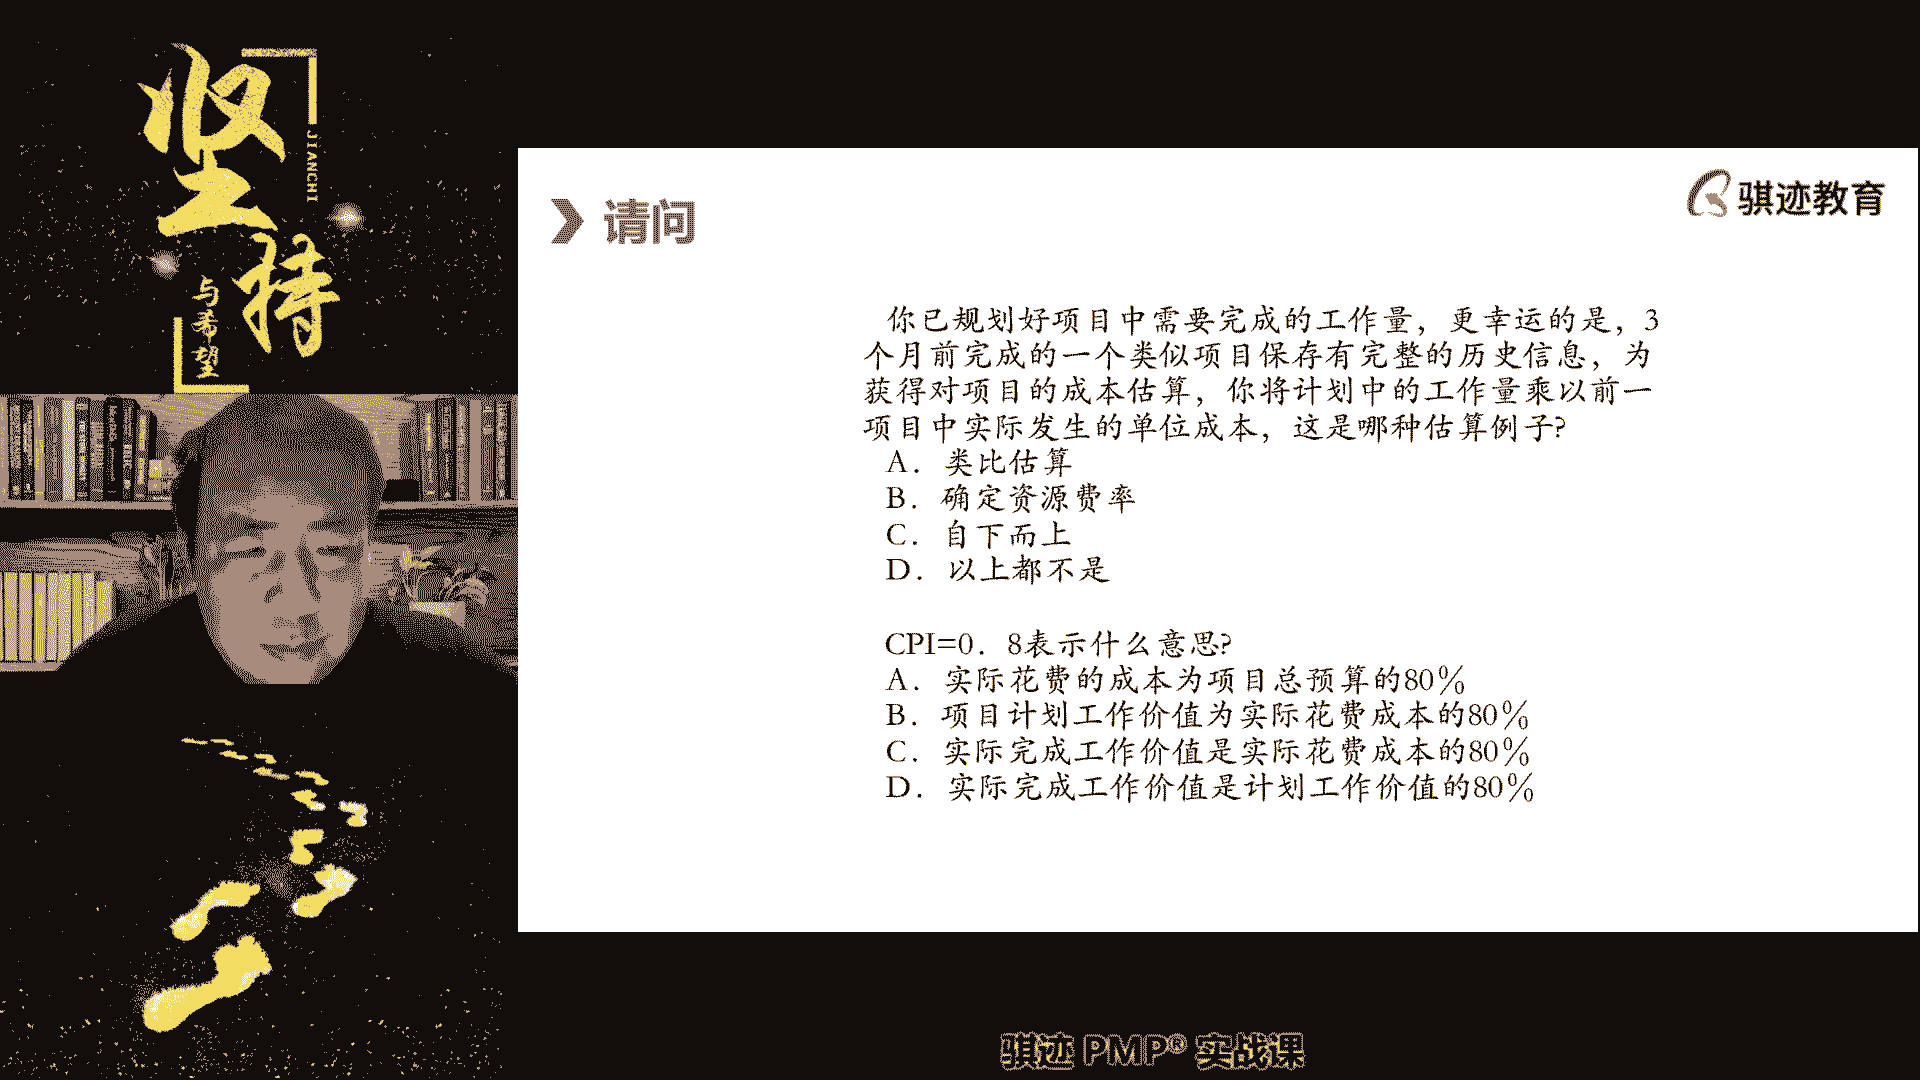 坚持
JIANCHI
与希望
骐迹教育
请问
你已规划好项目中需要完成的工作量，更幸运的是，3
个月前完成的一个类似项目保存有完整的历史信息，为
获得对项目的成本估算，你将计划中的工作量乘以前一
项目中实际发生的单位成本，这是哪种估算例子?
A．类比估算
B．确定资源费率
C．自下而上
D．以上都不是
CPI=0．8表示什么意思?
A．实际花费的成本为项目总预算的80％
B．项目计划工作价值为实际花费成本的80％
C．实际完成工作价值是实际花费成本的80％
D．实际完成工作价值是计划工作价值的80％
骐迹 PMP® 实战课